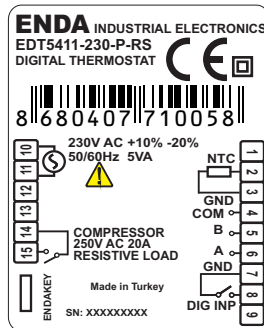 ENDA INDUSTRIAL ELECTRONICS
EDT5411-230-P-RS
DIGITAL THERMOSTAT
CE
8 680407 710058
230V AC +10% -20%
50/60Hz 5VA
10
11
12
13
14
15
COMPRESSOR
250V AC 20A
RESISTIVE LOAD
ENDAKEY
Made in Turkey
SN: XXXXXXXXX
NTC
GND
COM
B
A
GND
DIG INP
1
2
3
4
5
6
7
8
9